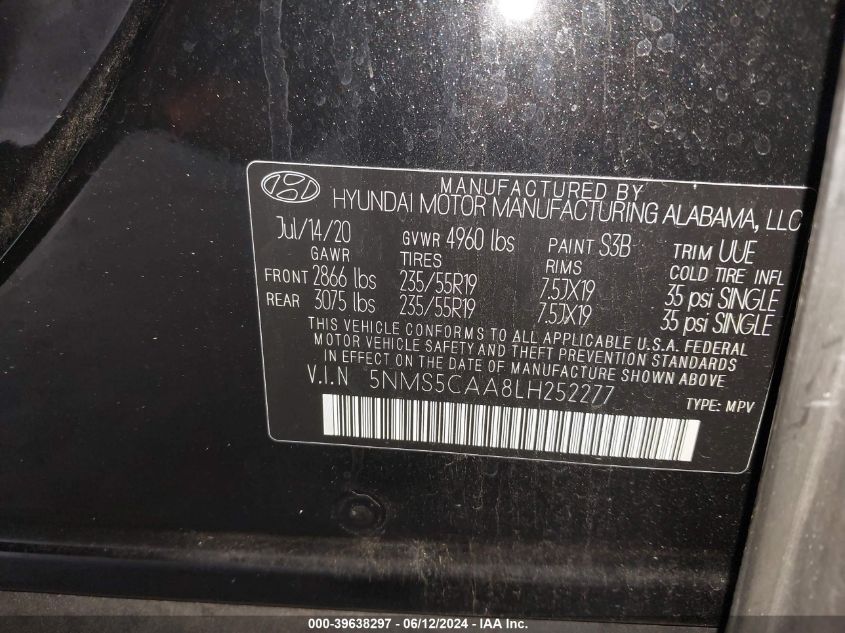 MANUFACTURED BY
HYUNDAI MOTOR MANUFACTURING ALABAMA, LLC
Jul/14/20 GVWR 4960 lbs PAINT S3B TRIM UUE
GAWR TIRES RIMS COLD TIRE INFL
FRONT 2866 lbs 235/55R19 7.5JX19 35 psi SINGLE
REAR 3075 lbs 235/55R19 7.5JX19 35 psi SINGLE
THIS VEHICLE CONFORMS TO ALL APPLICABLE U.S.A. FEDERAL
MOTOR VEHICLE SAFETY AND THEFT PREVENTION STANDARDS
IN EFFECT ON THE DATE OF MANUFACTURE SHOWN ABOVE.
V.I.N 5NMS5CAA8LH252277 TYPE: MPV
000-39638297 - 06/12/2024 - © IAA Inc.